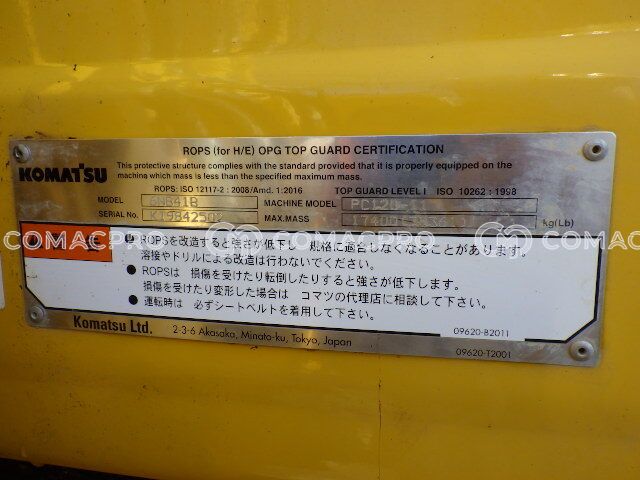 ROPS (for H/E) OPG TOP GUARD CERTIFICATION
KOMATSU
This protective structure complies with the standard provided that it is properly equipped on the
machine which mass is less than the specified maximum mass.
ROPS: ISO 12117-2 : 2008/Amd. 1:2016 TOP GUARD LEVEL I ISO 10262 : 1998
MODEL MACHINE MODEL
SERIAL NO. MAX.MASS kg(Lb)
COMACPRO COMACPRO COMACPRO
● ROPSを改造すると強さが低下し 規格に適合しなくなることがあります。
溶接やドリルによる改造は行わないでください。
● ROPSは 損傷を受けたり転倒したりすると強さが低下します。
損傷を受けたり変形した場合は コマツの代理店に相談して下さい。
● 運転時は 必ずシートベルトを着用して下さい。
09620-B2011
Komatsu Ltd. 2-3-6 Akasaka, Minato-ku, Tokyo, Japan
09620-T2001